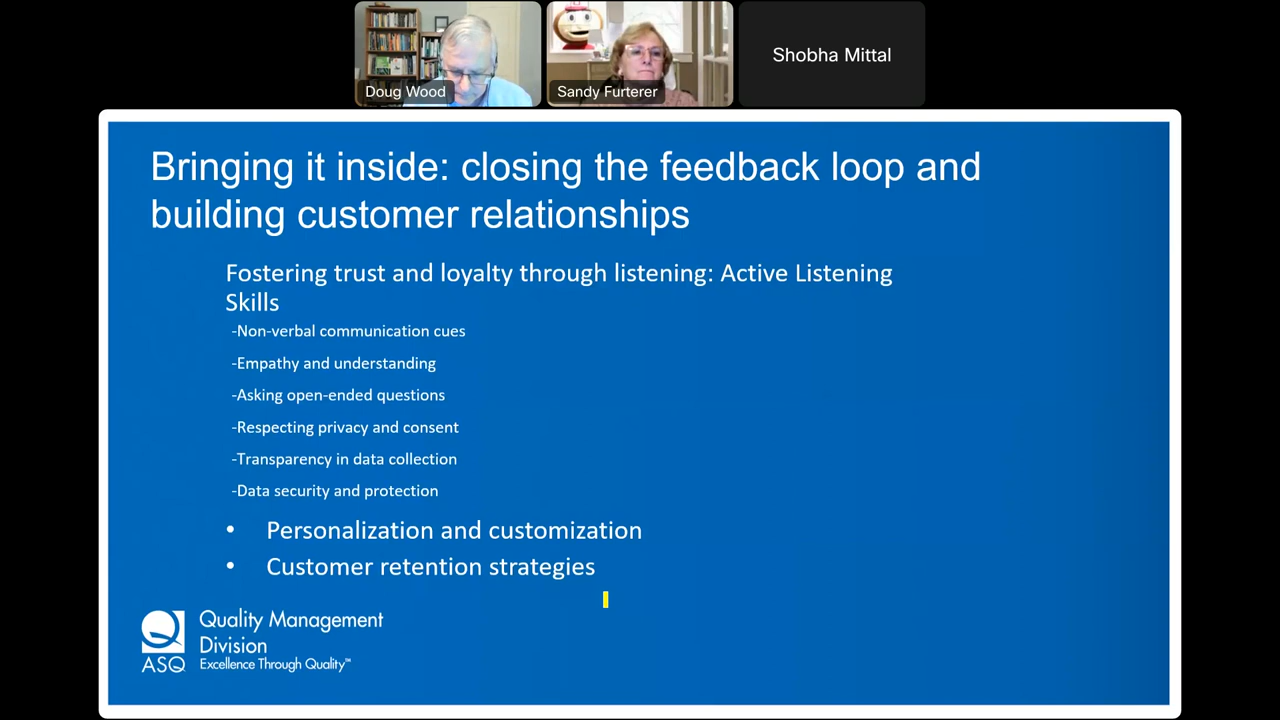 Doug Wood
Sandy Furterer
Shobha Mittal
Bringing it inside: closing the feedback loop and
building customer relationships
Fostering trust and loyalty through listening: Active Listening
Skills
-Non-verbal communication cues
-Empathy and understanding
-Asking open-ended questions
-Respecting privacy and consent
-Transparency in data collection
-Data security and protection
• Personalization and customization
• Customer retention strategies
Quality Management
Division
ASQ Excellence Through Quality™